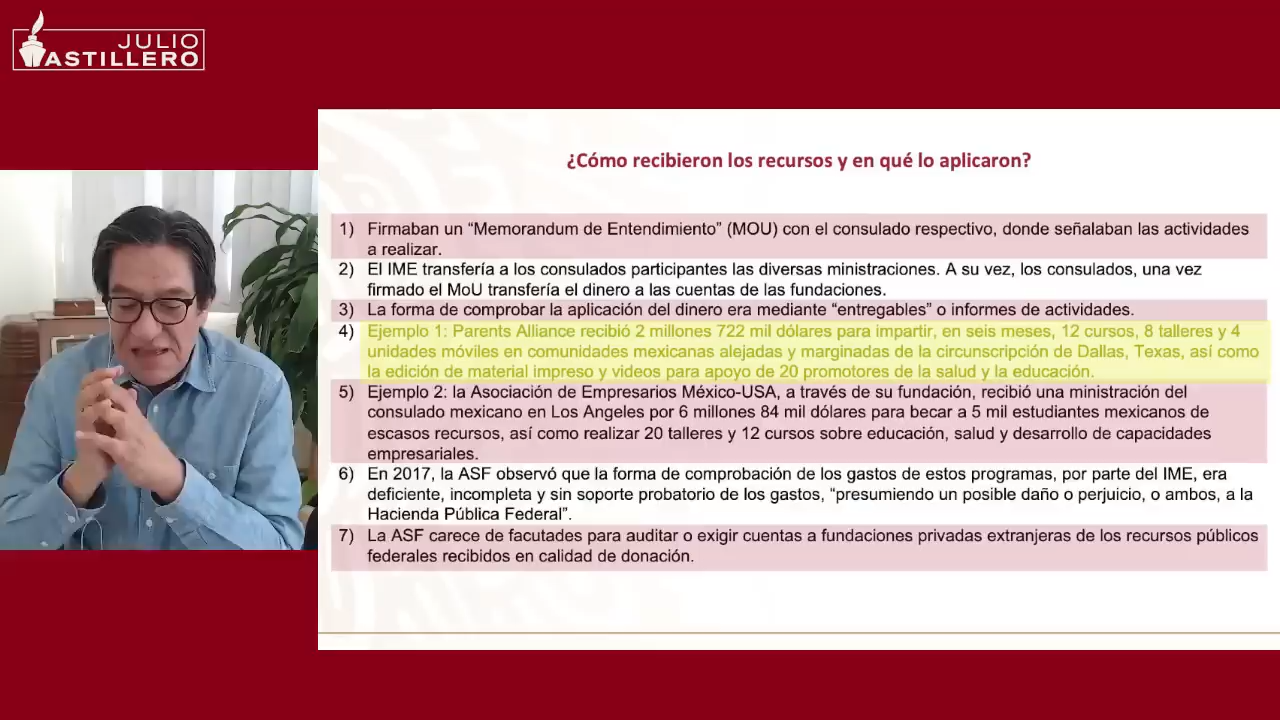 JULIO
ASTILLERO
¿Cómo recibieron los recursos y en qué lo aplicaron?
1) Firmaban un “Memorandum de Entendimiento” (MOU) con el consulado respectivo, donde señalaban las actividades
a realizar.
2) El IME transfería a los consulados participantes las diversas ministraciones. A su vez, los consulados, una vez
firmado el MoU transfería el dinero a las cuentas de las fundaciones.
3) La forma de comprobar la aplicación del dinero era mediante “entregables” o informes de actividades.
4) Ejemplo 1: Parents Alliance recibió 2 millones 722 mil dólares para impartir, en seis meses, 12 cursos, 8 talleres y 4
unidades móviles en comunidades mexicanas alejadas y marginadas de la circunscripción de Dallas, Texas, así como
la edición de material impreso y videos para apoyo de 20 promotores de la salud y la educación.
5) Ejemplo 2: la Asociación de Empresarios México-USA, a través de su fundación, recibió una ministración del
consulado mexicano en Los Angeles por 6 millones 84 mil dólares para becar a 5 mil estudiantes mexicanos de
escasos recursos, así como realizar 20 talleres y 12 cursos sobre educación, salud y desarrollo de capacidades
empresariales.
6) En 2017, la ASF observó que la forma de comprobación de los gastos de estos programas, por parte del IME, era
deficiente, incompleta y sin soporte probatorio de los gastos, “presumiendo un posible daño o perjuicio, o ambos, a la
Hacienda Pública Federal”.
7) La ASF carece de facutades para auditar o exigir cuentas a fundaciones privadas extranjeras de los recursos públicos
federales recibidos en calidad de donación.